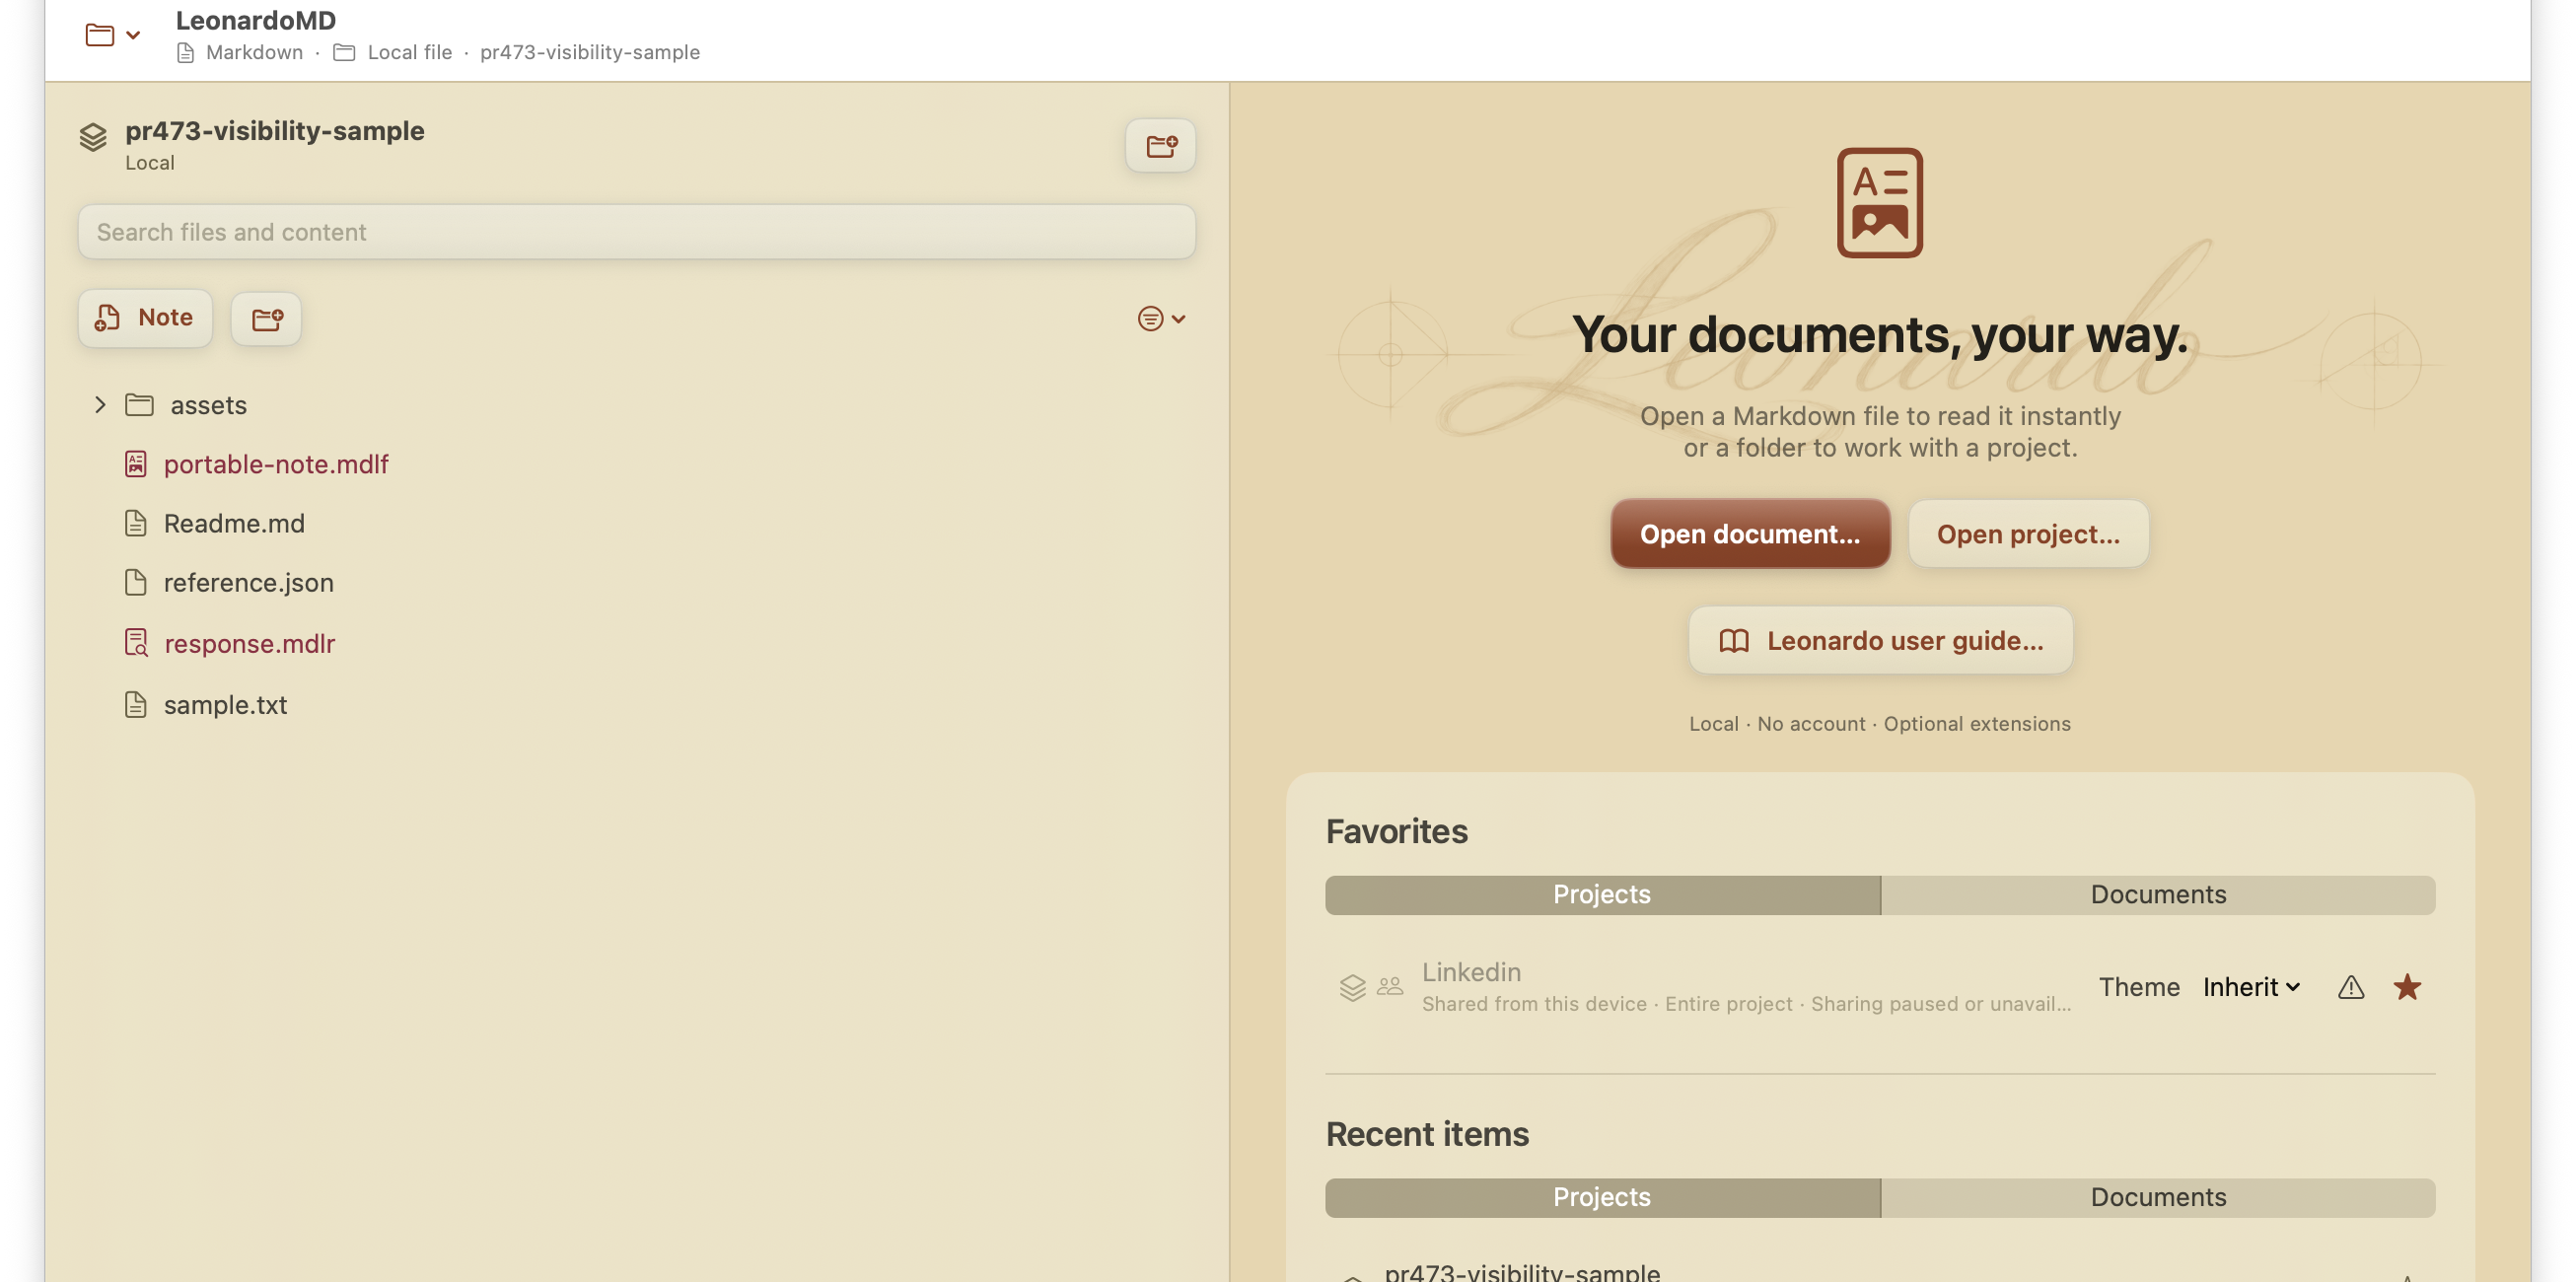 LeonardoMD
Markdown · Local file · pr473-visibility-sample
pr473-visibility-sample
Local
Search files and content
Note
assets
portable-note.mdlf
Readme.md
reference.json
response.mdlr
sample.txt
A
Leonardo
Your documents, your way.
Open a Markdown file to read it instantly
or a folder to work with a project.
Open document...
Open project...
Leonardo user guide...
Local · No account · Optional extensions
Favorites
Projects
Documents
Linkedin
Shared from this device · Entire project · Sharing paused or unavail...
Theme
Inherit
Recent items
Projects
Documents
pr473-visibility-sample